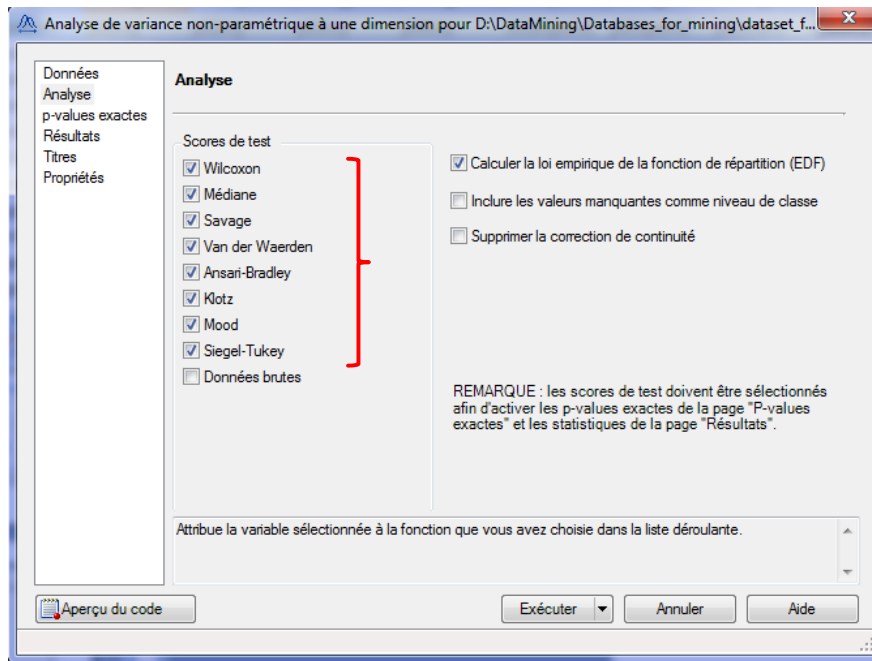 Analyse de variance non-paramétrique à une dimension pour D:\DataMining\Databases_for_mining\dataset_f...
Données
Analyse
p-values exactes
Résultats
Titres
Propriétés
Analyse
Scores de test
Wilcoxon
Médiane
Savage
Van der Waerden
Ansari-Bradley
Klotz
Mood
Siegel-Tukey
Données brutes
Calculer la loi empirique de la fonction de répartition (EDF)
Inclure les valeurs manquantes comme niveau de classe
Supprimer la correction de continuité
REMARQUE : les scores de test doivent être sélectionnés
afin d'activer les p-values exactes de la page "P-values
exactes" et les statistiques de la page "Résultats".
Attribue la variable sélectionnée à la fonction que vous avez choisie dans la liste déroulante.
Aperçu du code
Exécuter
Annuler
Aide